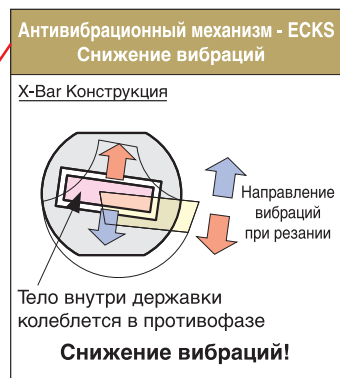 Антивибрационный механизм - ECKS
Снижение вибраций
X-Bar Конструкция
Направление
вибраций
при резании
Тело внутри державки
колеблется в противофазе
Снижение вибраций!